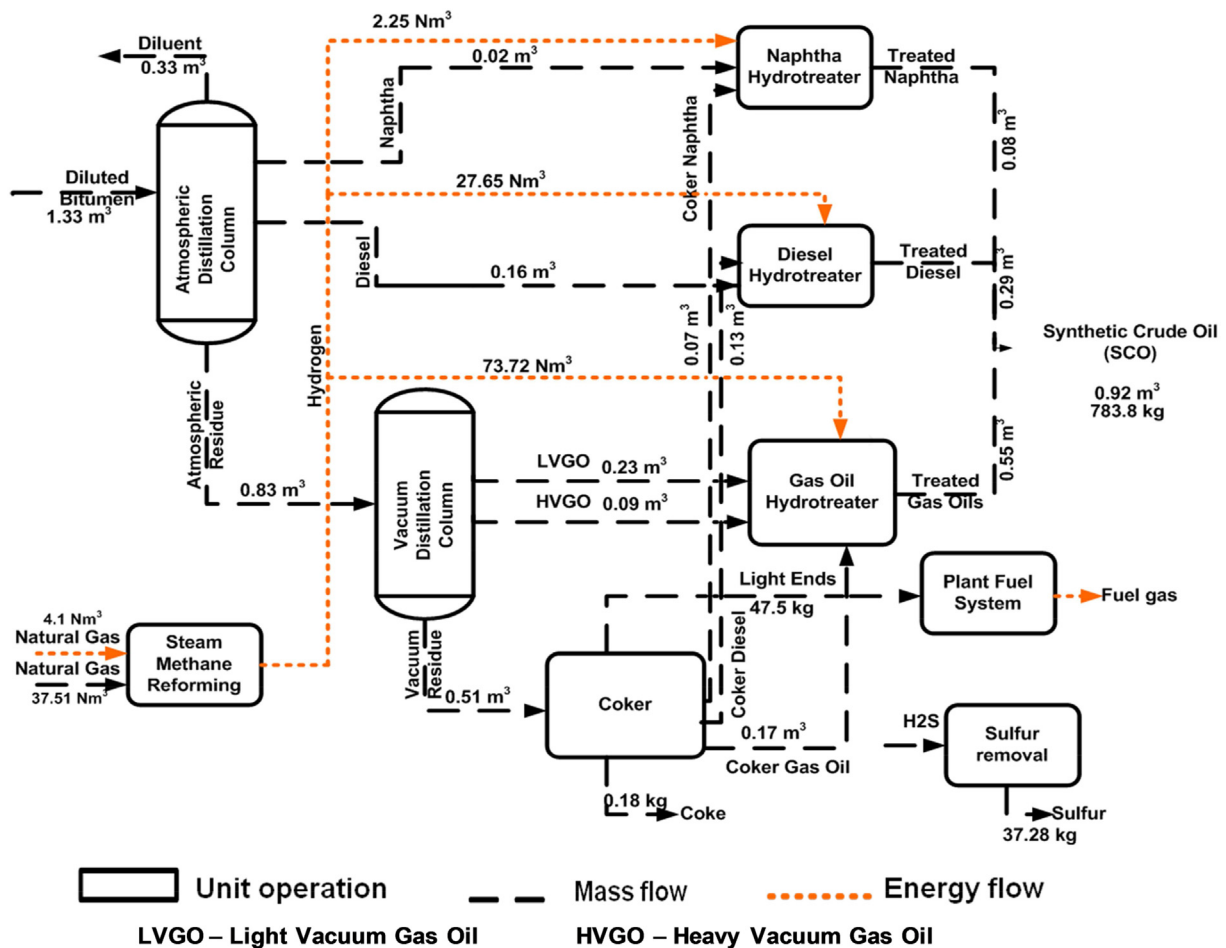 2.25 Nm³
Diluent
0.33 m³
0.02 m³
Naphtha
Hydrotreater
Treated
Naphtha
Naphtha
Coker Naphtha
0.08 m³
Diluted
Bitumen
1.33 m³
Atmospheric
Distillation
Column
27.65 Nm³
Diesel
0.16 m³
Diesel
Hydrotreater
Treated
Diesel
0.29 m³
0.07 m³
0.13 m³
Synthetic Crude Oil
(SCO)
0.92 m³
783.8 kg
Hydrogen
73.72 Nm³
Atmospheric
Residue
0.83 m³
Vacuum
Distillation
Column
LVGO 0.23 m³
HVGO 0.09 m³
Gas Oil
Hydrotreater
Treated
Gas Oils
0.55 m³
Light Ends
47.5 kg
Plant Fuel
System
Fuel gas
4.1 Nm³
Natural Gas
Natural Gas
37.51 Nm³
Steam
Methane
Reforming
Vacuum
Residue
0.51 m³
Coker
Coker Diesel
0.17 m³
Coker Gas Oil
H2S
Sulfur
removal
0.18 kg
Coke
Sulfur
37.28 kg
Unit operation
Mass flow
Energy flow
LVGO – Light Vacuum Gas Oil
HVGO – Heavy Vacuum Gas Oil